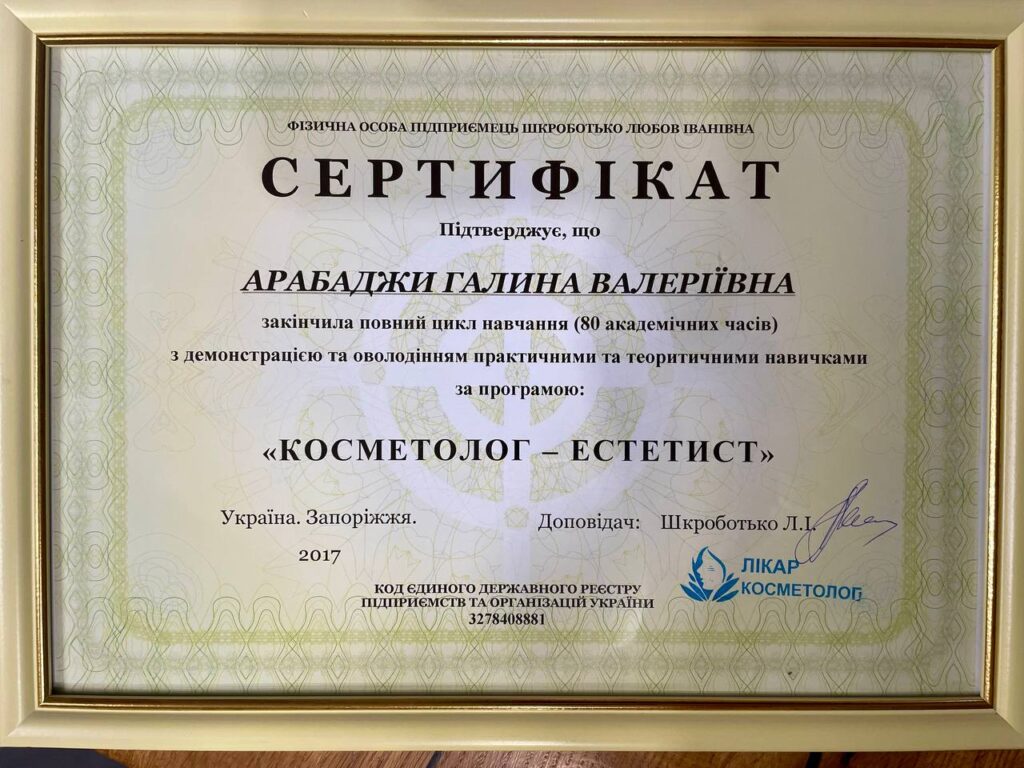 ФІЗИЧНА ОСОБА ПІДПРИЄМЕЦЬ ШКРОБОТЬКО ЛЮБОВ ІВАНІВНА
СЕРТИФІКАТ
Підтверджує, що
АРАБАДЖИ ГАЛИНА ВАЛЕРІЇВНА
закінчила повний цикл навчання (80 академічних часів)
з демонстрацією та оволодінням практичними та теоритичними навичками
за програмою:
«КОСМЕТОЛОГ – ЕСТЕТИСТ»
Україна. Запоріжжя.
2017
Доповідач: Шкроботько Л.І.
ЛІКАР
КОСМЕТОЛОГ
КОД ЄДИНОГО ДЕРЖАВНОГО РЕЄСТРУ
ПІДПРИЄМСТВ ТА ОРГАНІЗАЦІЙ УКРАЇНИ
3278408881